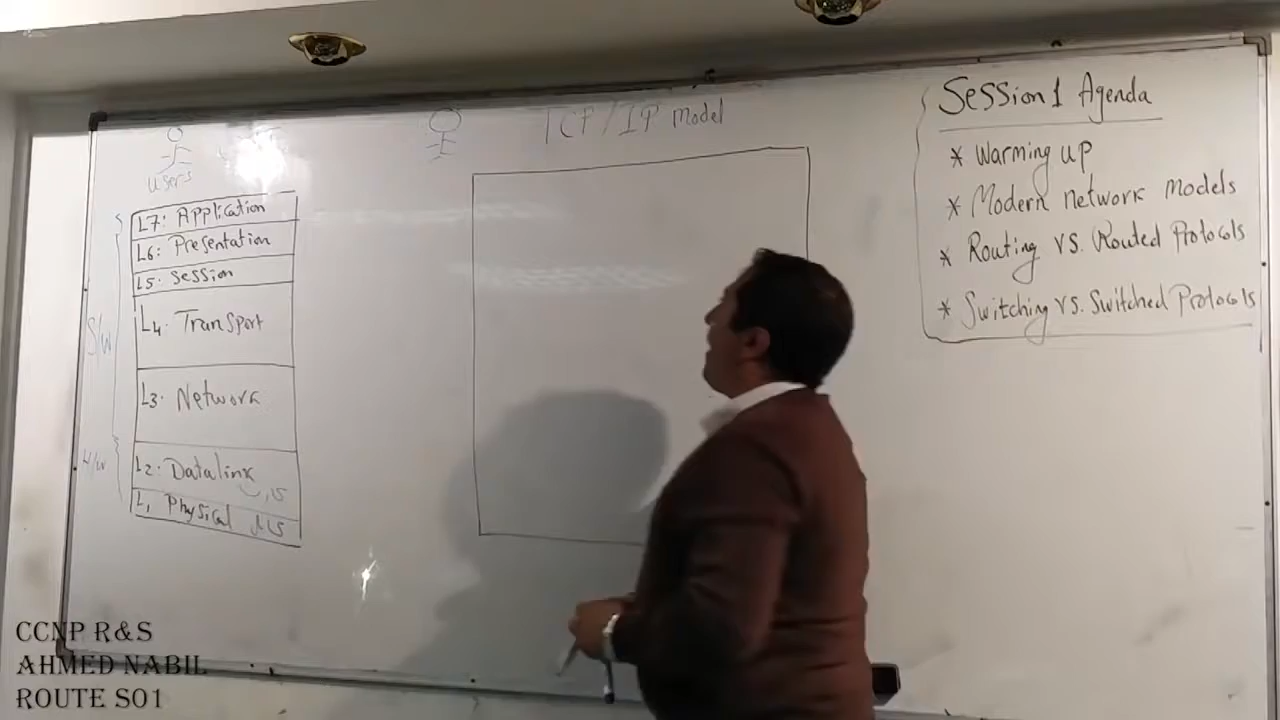 users
L7: Application
L6: Presentation
L5: Session
L4. Transport
L3. Network
L2. Datalink
L1 Physical
S/W
H/W
TCP/IP model
Session 1 Agenda
* Warming up
* Modern network models
* Routing vs. Routed Protocols
* Switching vs. Switched Protocols
CCNP R&S
AHMED NABIL
ROUTE S01